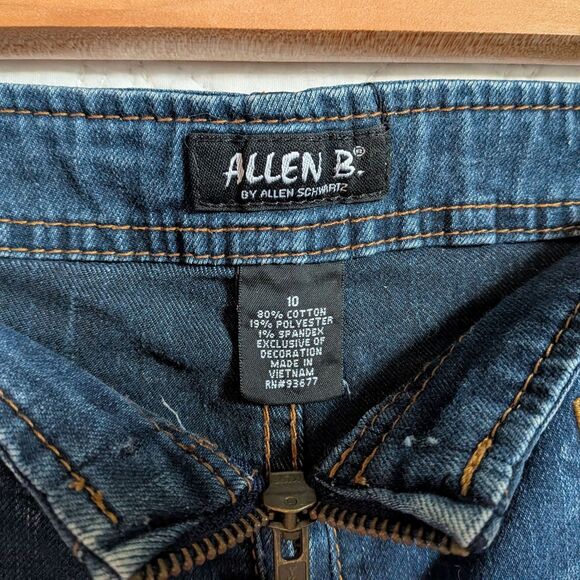 ALLEN B.®
BY ALLEN SCHWARTZ
10
80% COTTON
19% POLYESTER
1% SPANDEX
EXCLUSIVE OF
DECORATION
MADE IN
VIETNAM
RN#93677